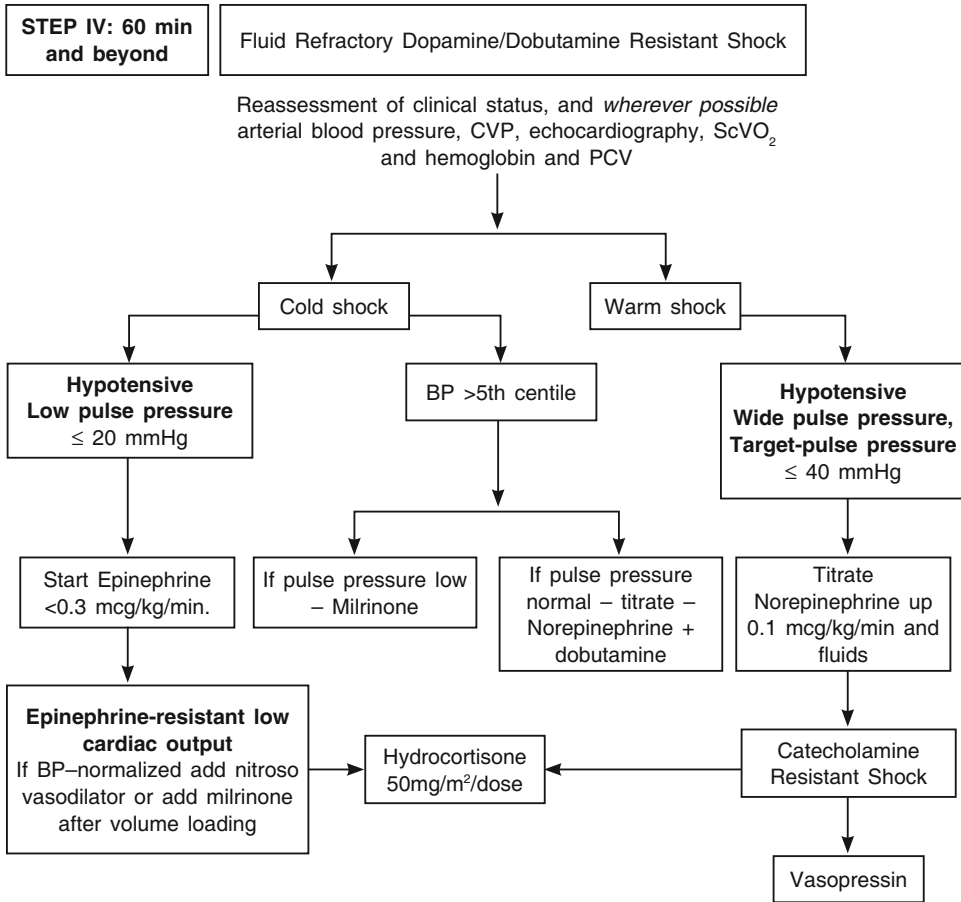 STEP IV: 60 min
and beyond
Fluid Refractory Dopamine/Dobutamine Resistant Shock
Reassessment of clinical status, and wherever possible
arterial blood pressure, CVP, echocardiography, ScVO₂
and hemoglobin and PCV
Cold shock
Warm shock
Hypotensive
Low pulse pressure
≤ 20 mmHg
BP >5th centile
Hypotensive
Wide pulse pressure,
Target-pulse pressure
≤ 40 mmHg
Start Epinephrine
<0.3 mcg/kg/min.
If pulse pressure low
– Milrinone
If pulse pressure
normal – titrate –
Norepinephrine +
dobutamine
Titrate
Norepinephrine up
0.1 mcg/kg/min and
fluids
Epinephrine-resistant low
cardiac output
If BP–normalized add nitroso
vasodilator or add milrinone
after volume loading
Hydrocortisone
50mg/m²/dose
Catecholamine
Resistant Shock
Vasopressin